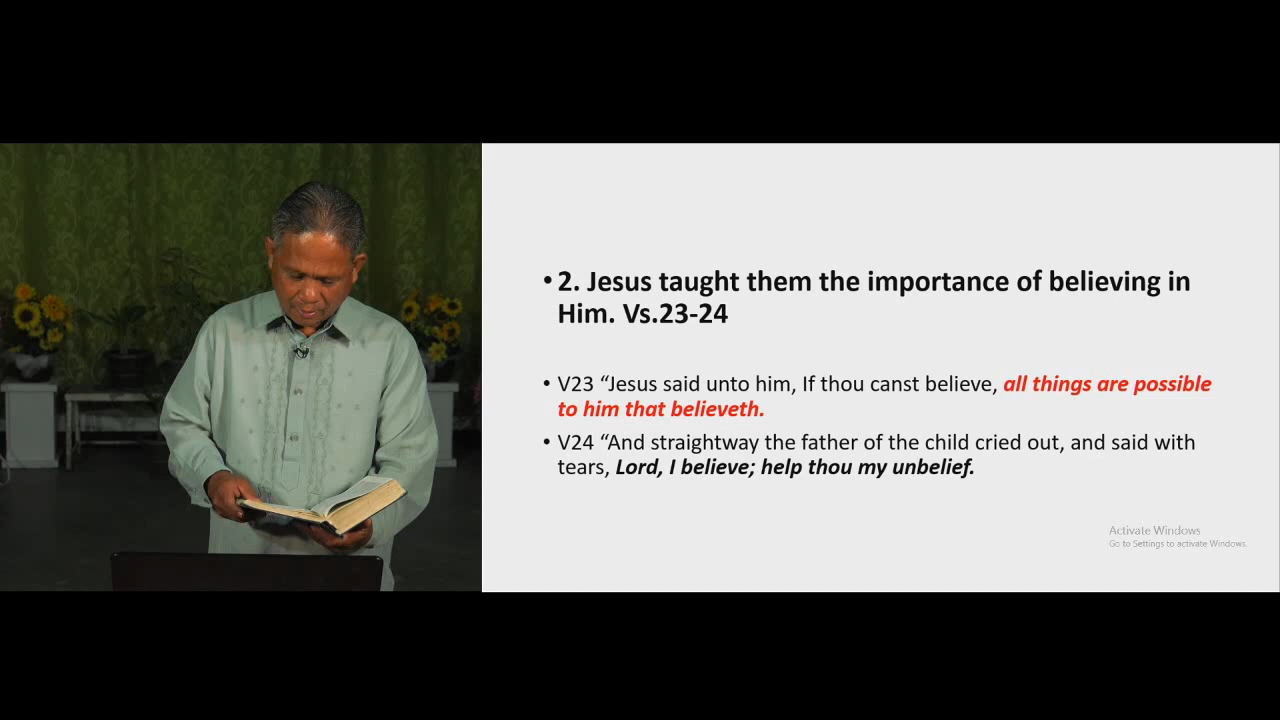 • 2. Jesus taught them the importance of believing in
Him. Vs.23-24
• V23 “Jesus said unto him, If thou canst believe, all things are possible
to him that believeth.
• V24 “And straightway the father of the child cried out, and said with
tears, Lord, I believe; help thou my unbelief.
Activate Windows
Go to Settings to activate Windows.